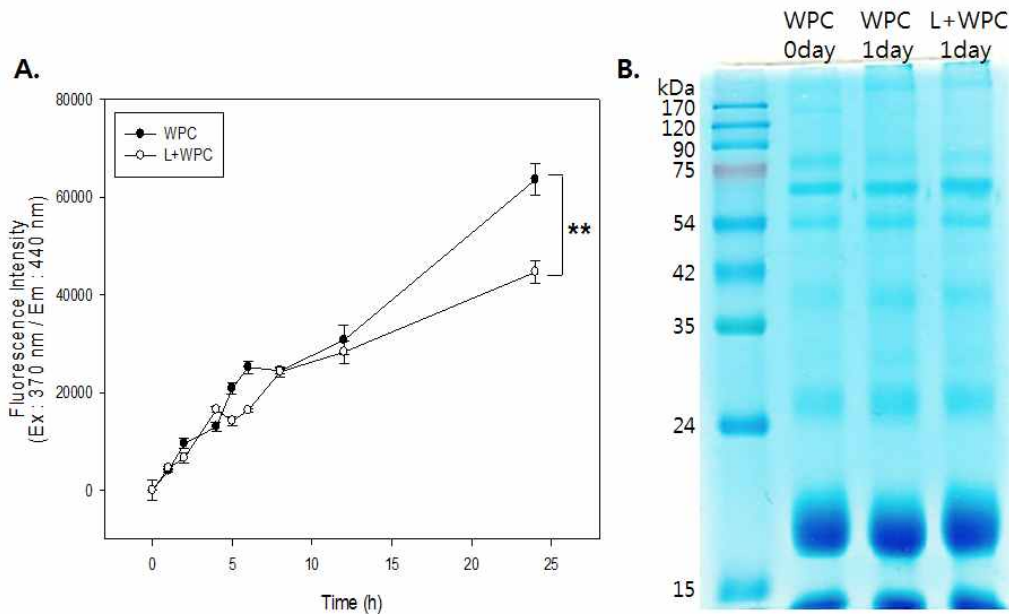 A.
80000
60000
40000
20000
0
Fluorescence Intensity
(Ex : 370 nm / Em : 440 nm)
WPC
L+WPC
**
0 5 10 15 20 25
Time (h)
B.
WPC WPC L+WPC
0day 1day 1day
kDa
170
120
90
75
54
42
35
24
15